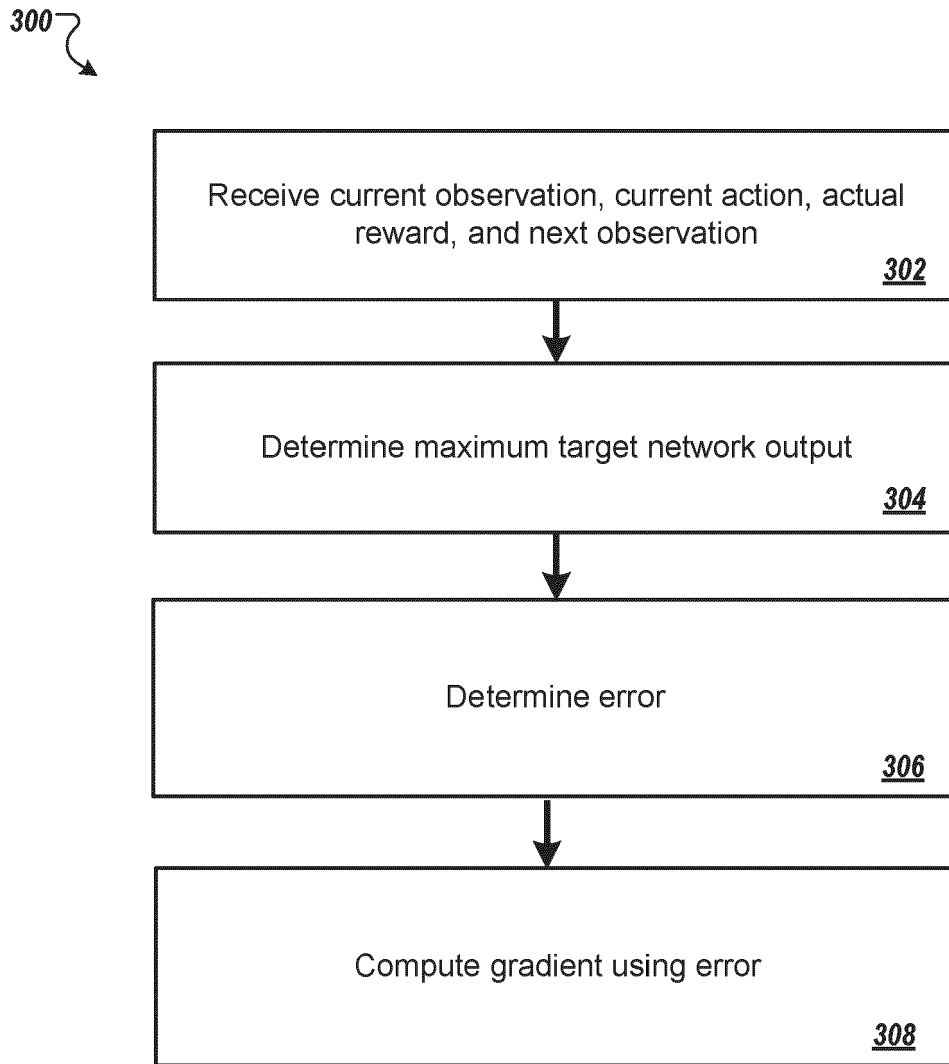 300
Receive current observation, current action, actual
reward, and next observation
302
Determine maximum target network output
304
Determine error
306
Compute gradient using error
308